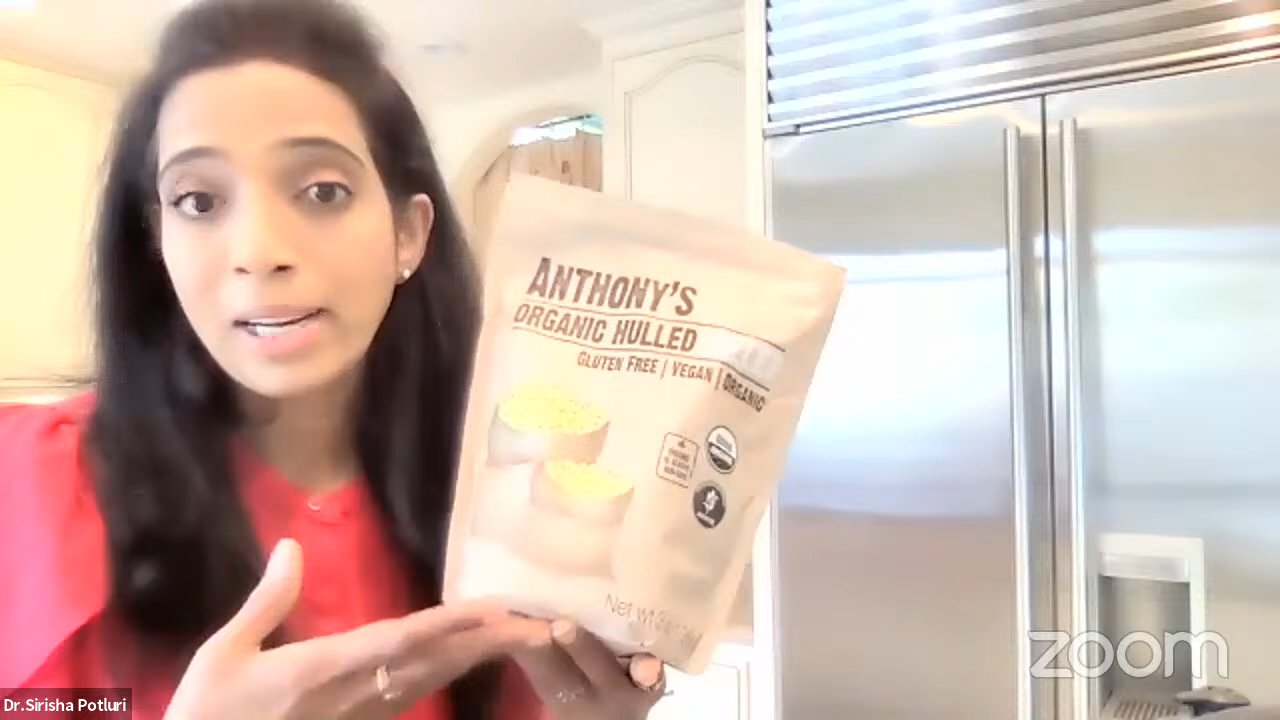 ANTHONY'S
ORGANIC HULLED
GLUTEN FREE | VEGAN | ORGANIC
Net wt
zoom
Dr.Sirisha Potluri